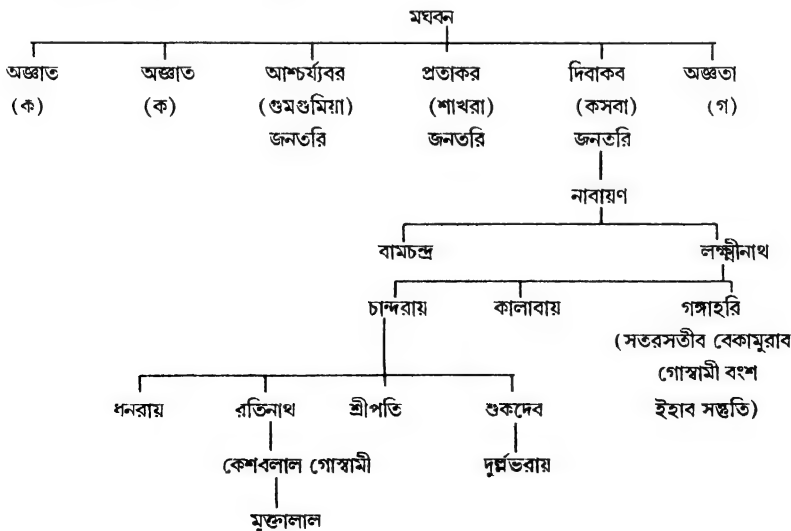 মঘবন
অজ্ঞাত অজ্ঞাত আশ্চর্য্যবর প্রতাকর দিবাকব অজ্ঞতা
(ক) (ক) (গুমগুমিয়া) (শাখরা) (কসবা) (গ)
জনতরি জনতরি জনতরি
নাবায়ণ
বামচন্দ্র লক্ষ্মীনাথ
চান্দরায় কালাবায় গঙ্গাহরি
(সতরসতীব বেকামুরাব
গোস্বামী বংশ
ধনরায় রতিনাথ শ্রীপতি শুকদেব ইহাব সন্তুতি)
কেশবলাল গোস্বামী দুর্ল্লভরায়
মুক্তালাল